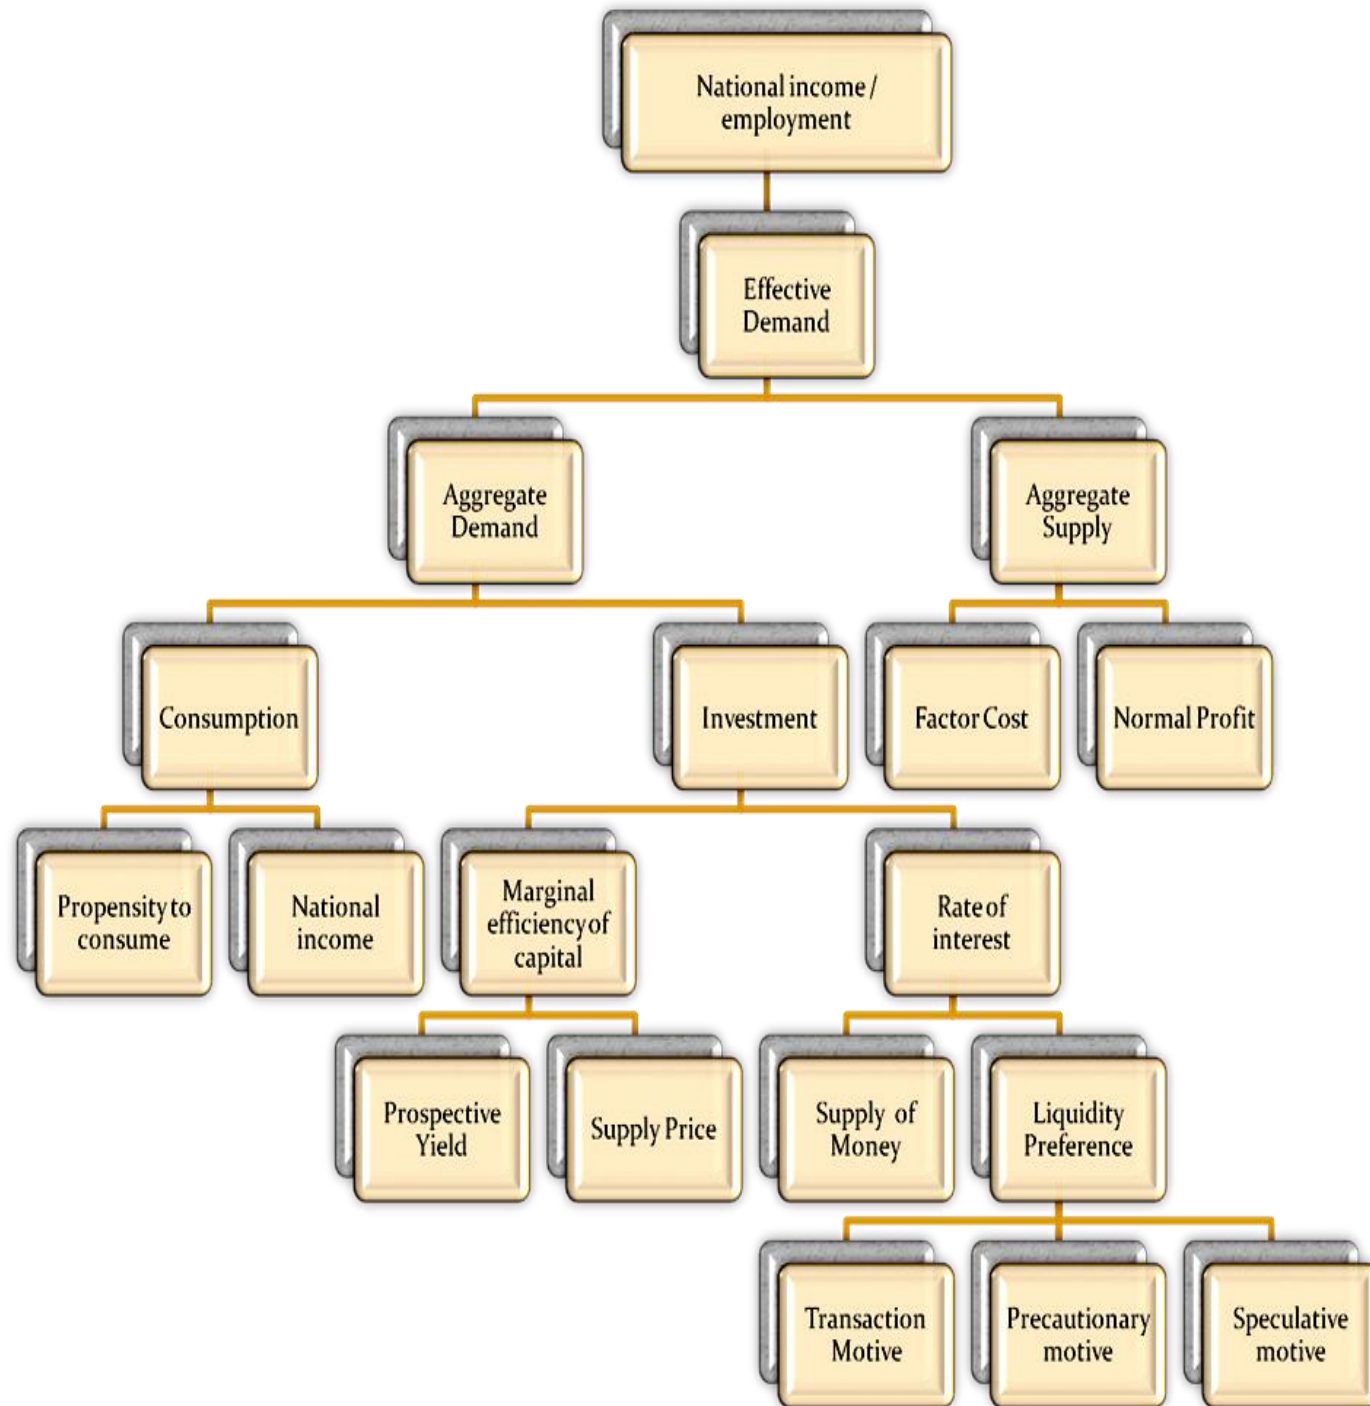 National income /
employment
Effective
Demand
Aggregate
Demand
Aggregate
Supply
Consumption
Investment
Factor Cost
Normal Profit
Propensity to
consume
National
income
Marginal
efficiency of
capital
Rate of
interest
Prospective
Yield
Supply Price
Supply of
Money
Liquidity
Preference
Transaction
Motive
Precautionary
motive
Speculative
motive